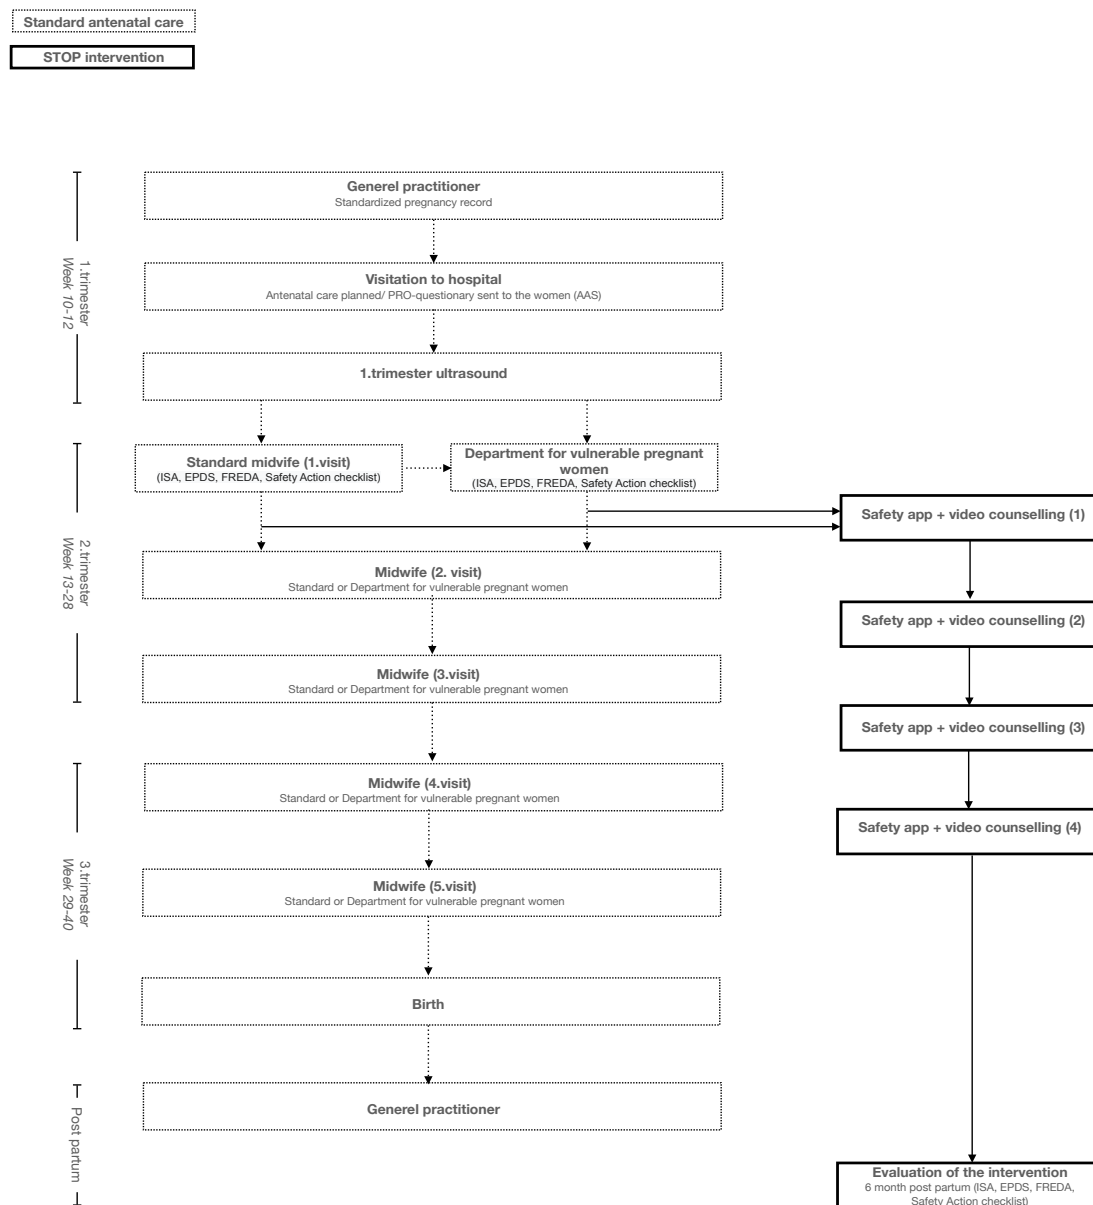 Standard antenatal care
STOP intervention
1.trimester
Week 10-12
Generel practitioner
Standardized pregnancy record
Visitation to hospital
Antenatal care planned/ PRO-questionary sent to the women (AAS)
1.trimester ultrasound
2.trimester
Week 13-28
Standard midvife (1.visit)
(ISA, EPDS, FREDA, Safety Action checklist)
Department for vulnerable pregnant
women
(ISA, EPDS, FREDA, Safety Action checklist)
Safety app + video counselling (1)
Midwife (2. visit)
Standard or Department for vulnerable pregnant women
Safety app + video counselling (2)
Midwife (3.visit)
Standard or Department for vulnerable pregnant women
Safety app + video counselling (3)
3.trimester
Week 29-40
Midwife (4.visit)
Standard or Department for vulnerable pregnant women
Safety app + video counselling (4)
Midwife (5.visit)
Standard or Department for vulnerable pregnant women
Birth
Post partum
Generel practitioner
Evaluation of the intervention
6 month post partum (ISA, EPDS, FREDA,
Safety Action checklist)